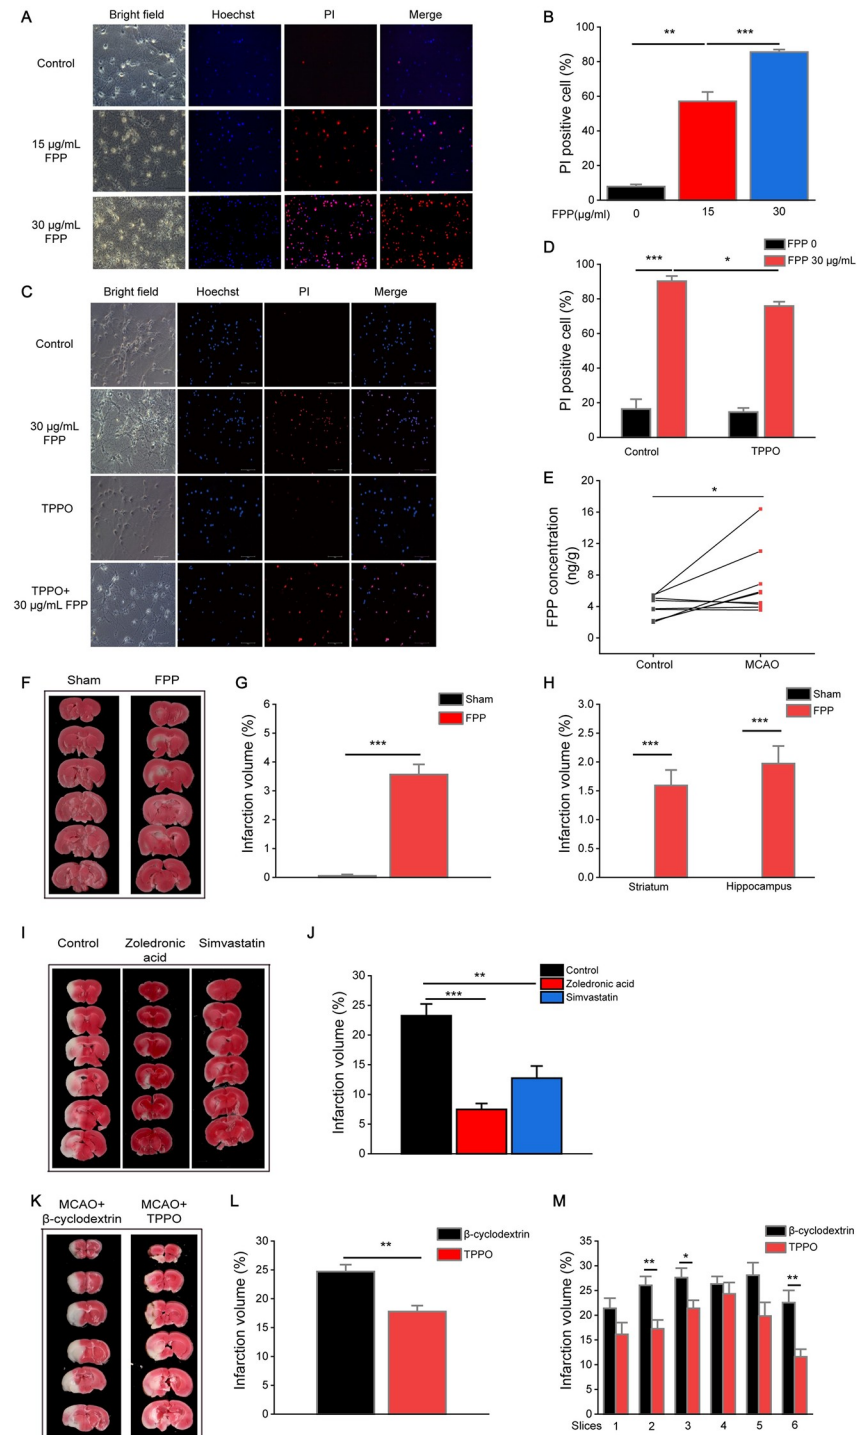 A
Bright field Hoechst PI Merge
Control
15 µg/mL
FPP
30 µg/mL
FPP
B
PI positive cell (%)
100
80
60
40
20
0
** ***
FPP(µg/ml) 0 15 30
C
Bright field Hoechst PI Merge
Control
30 µg/mL
FPP
TPPO
TPPO+
30 µg/mL FPP
D
FPP 0
FPP 30 µg/mL
PI positive cell (%)
100
80
60
40
20
0
*** *
Control TPPO
E
FPP concentration
(ng/g)
20
16
12
8
4
0
*
Control MCAO
F
Sham FPP
G
Sham
FPP
Infarction volume (%)
6
5
4
3
2
1
0
***
H
Sham
FPP
Infarction volume (%)
3.0
2.5
2.0
1.5
1.0
0.5
0.0
*** ***
Striatum Hippocampus
I
Control Zoledronic Simvastatin
acid
J
Control
Zoledronic acid
Simvastatin
Infarction volume (%)
30
25
20
15
10
5
0
**
***
K
MCAO+ MCAO+
β-cyclodextrin TPPO
L
β-cyclodextrin
TPPO
Infarction volume (%)
30
25
20
15
10
5
0
**
M
β-cyclodextrin
TPPO
Infarction volume (%)
35
30
25
20
15
10
5
0
** * **
Slices 1 2 3 4 5 6